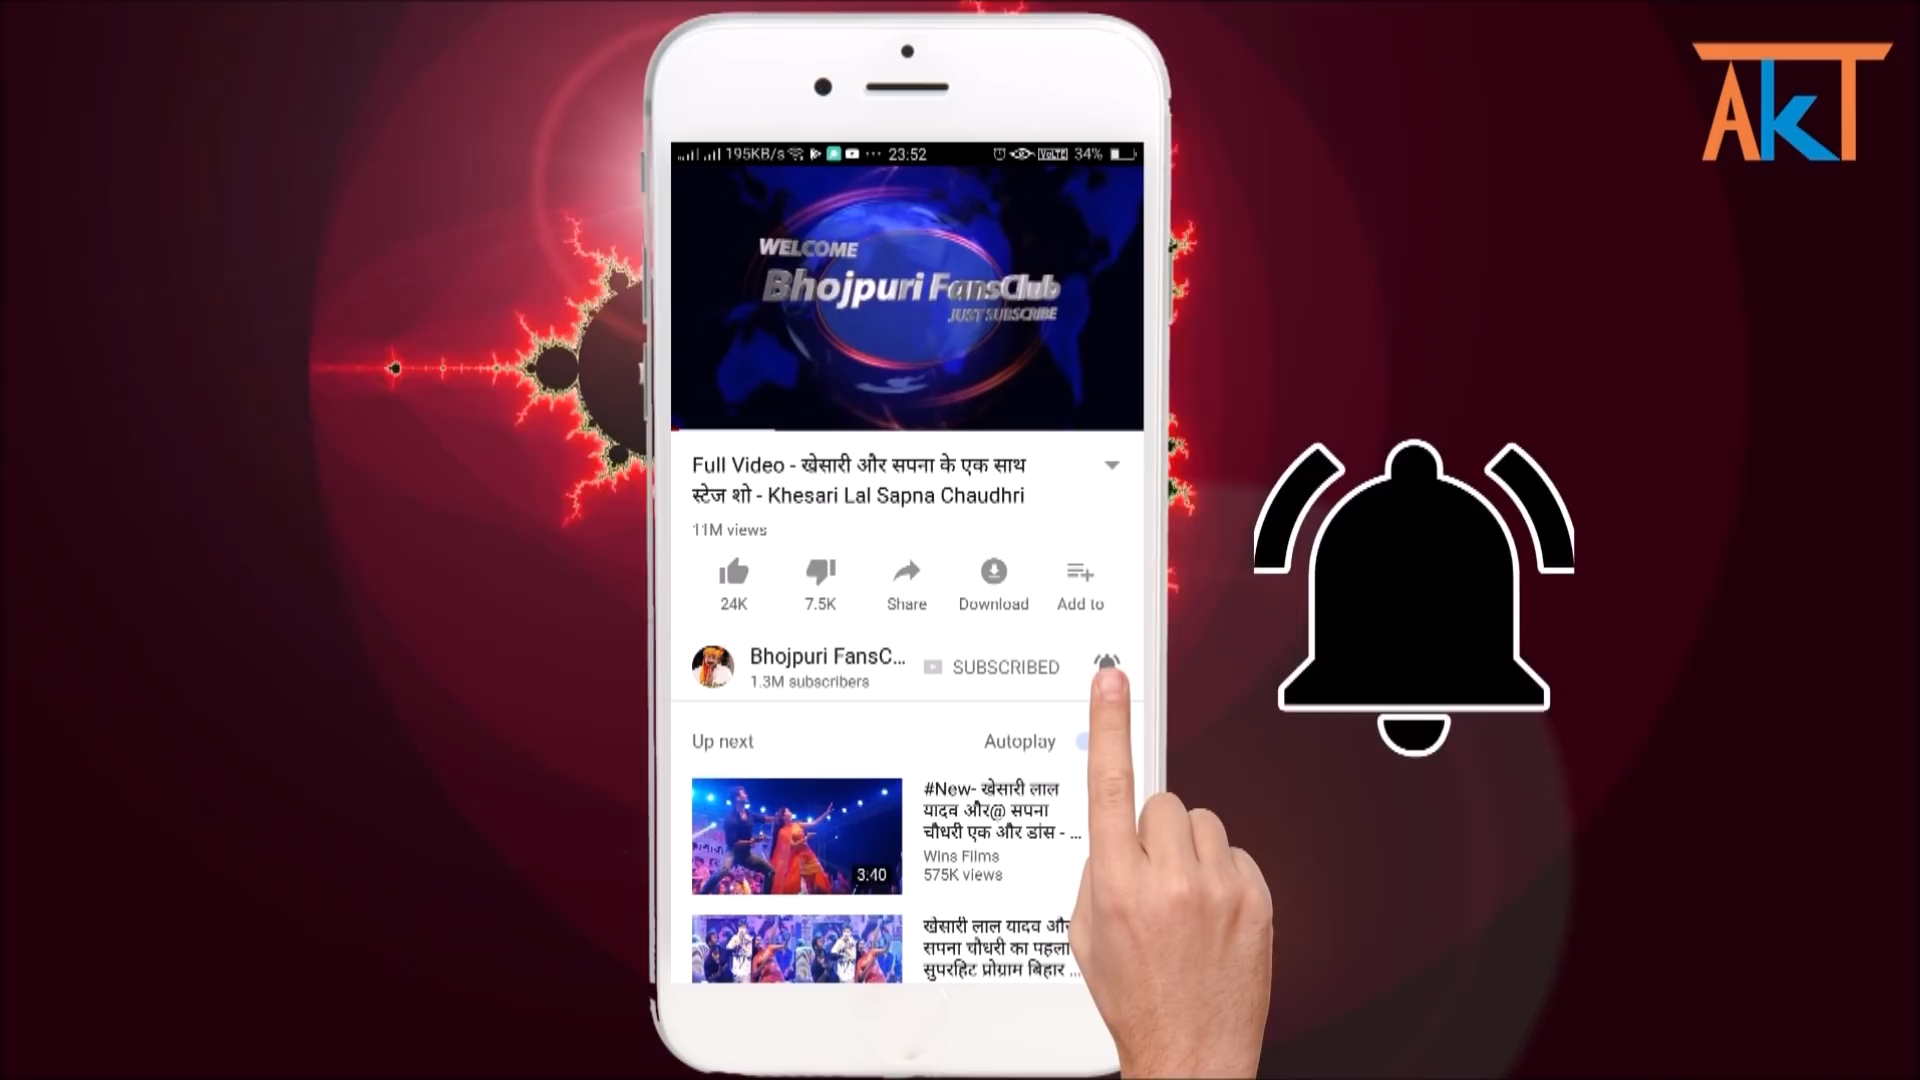 AKT
195KB/s ... 23:52 VoLTE 34%
WELCOME
Bhojpuri FansClub
JUST SUBSCRIBE
Full Video - खेसारी और सपना के एक साथ
स्टेज शो - Khesari Lal Sapna Chaudhri
11M views
24K 7.5K Share Download Add to
Bhojpuri FansC...
SUBSCRIBED
1.3M subscribers
Up next Autoplay
#New- खेसारी लाल
यादव और@ सपना
चौधरी एक और डांस - ...
Wins Films
575K views
3:40
खेसारी लाल यादव और
सपना चौधरी का पहला
सुपरहिट प्रोग्राम बिहार ...